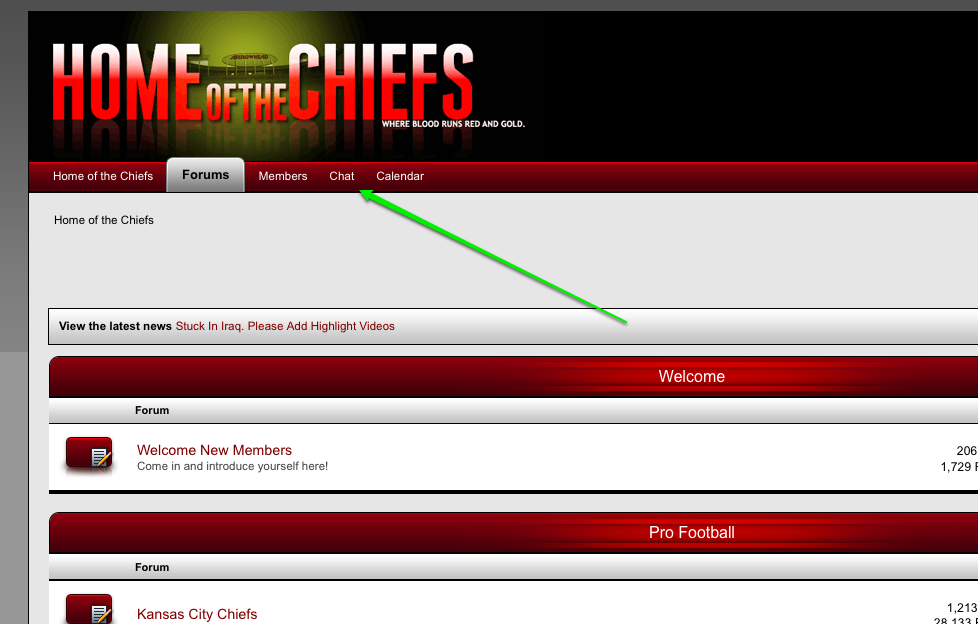 HOME OF THE CHIEFS
ARROWHEAD
WHERE BLOOD RUNS RED AND GOLD.
Home of the Chiefs Forums Members Chat Calendar
Home of the Chiefs
View the latest news Stuck In Iraq. Please Add Highlight Videos
Welcome
Forum
Welcome New Members
206
Come in and introduce yourself here!
1,729
Pro Football
Forum
Kansas City Chiefs
1,213
28,133